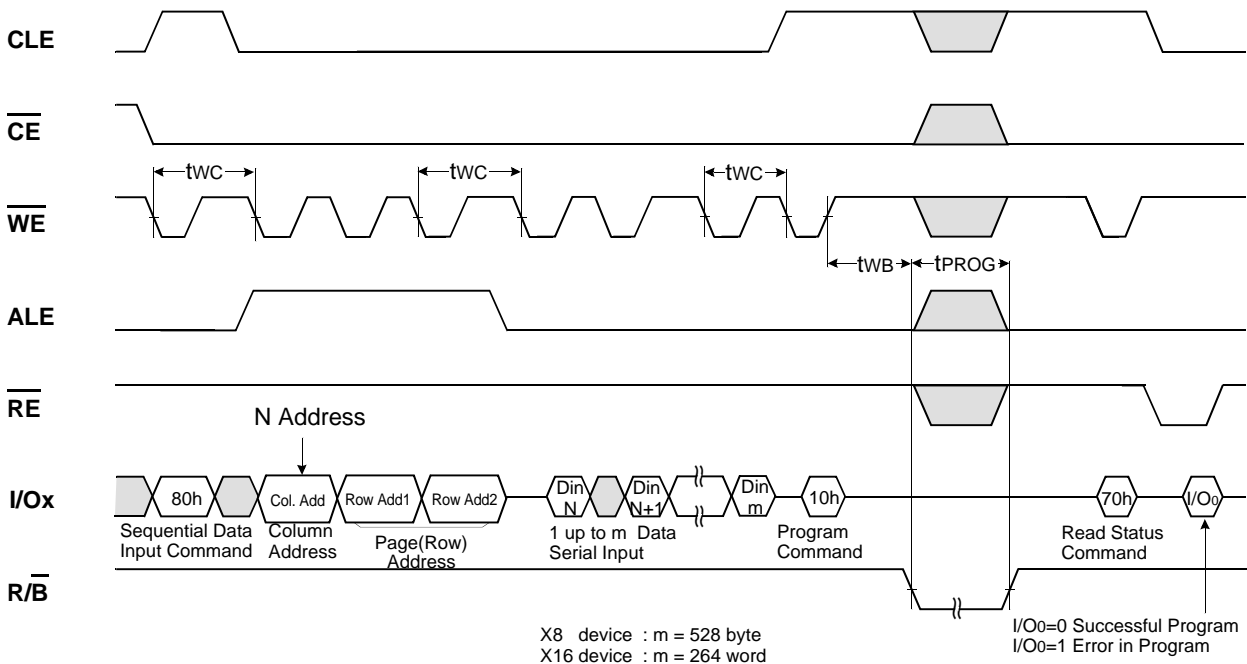 CLE
CE
tWC
tWC
tWC
WE
tWB
tPROG
ALE
RE
N Address
I/Ox
80h
Col. Add
Row Add1
Row Add2
Din
N
Din
N+1
Din
m
10h
70h
I/O0
Sequential Data
Input Command
Column
Address
Page(Row)
Address
1 up to m Data
Serial Input
Program
Command
Read Status
Command
R/B
X8 device : m = 528 byte
X16 device : m = 264 word
I/O0=0 Successful Program
I/O0=1 Error in Program